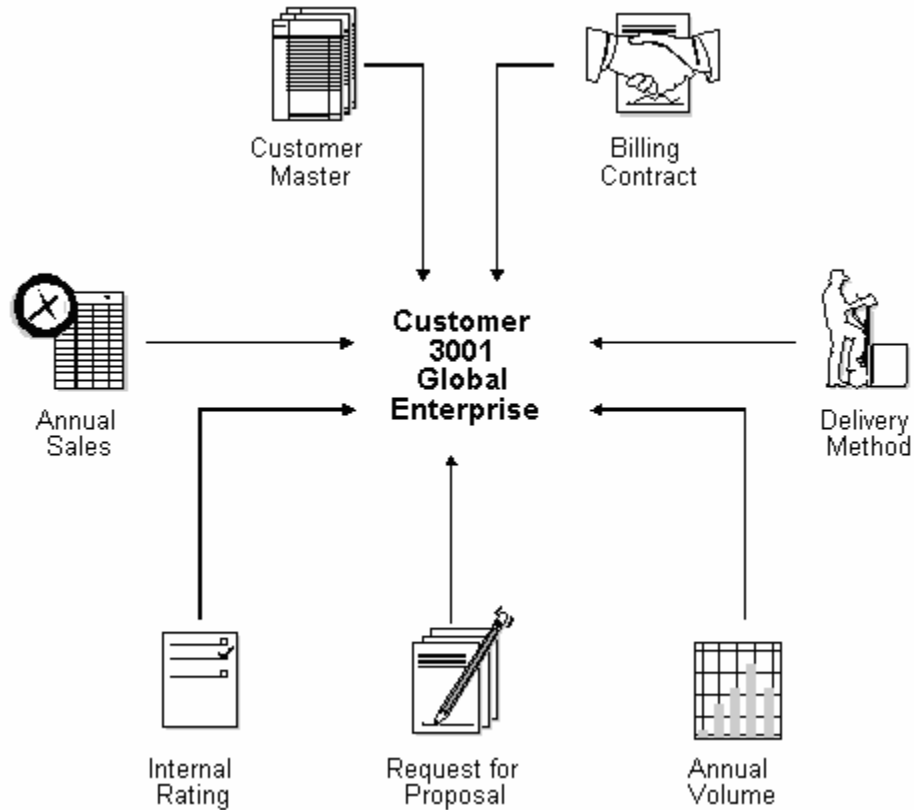 Customer
Master
Billing
Contract
Customer
3001
Global
Enterprise
Annual
Sales
Delivery
Method
Internal
Rating
Request for
Proposal
Annual
Volume